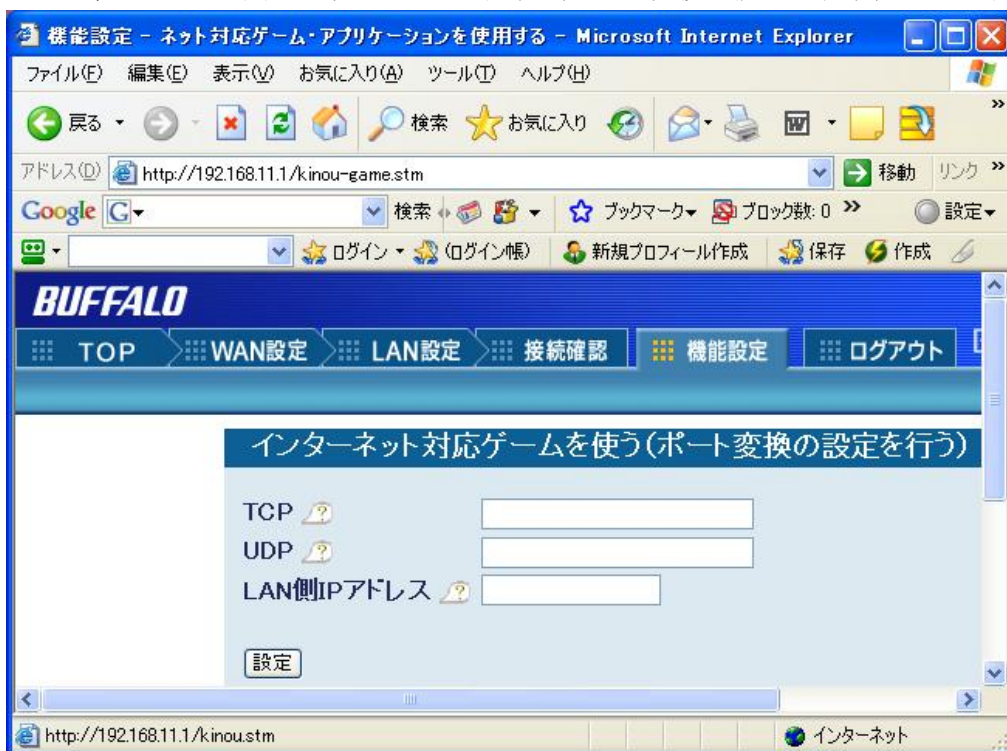 機能設定 - ネット対応ゲーム・アプリケーションを使用する - Microsoft Internet Explorer
ファイル(F) 編集(E) 表示(V) お気に入り(A) ツール(T) ヘルプ(H)
戻る 検索 お気に入り
アドレス(D) http://192.168.11.1/kinou-game.stm 移動 リンク
Google G 検索 ブックマーク ブロック数: 0 設定
ログイン (ログイン帳) 新規プロフィール作成 保存 作成
BUFFALO
TOP WAN設定 LAN設定 接続確認 機能設定 ログアウト
インターネット対応ゲームを使う(ポート変換の設定を行う)
TCP
UDP
LAN側IPアドレス
設定
http://192.168.11.1/kinou.stm インターネット